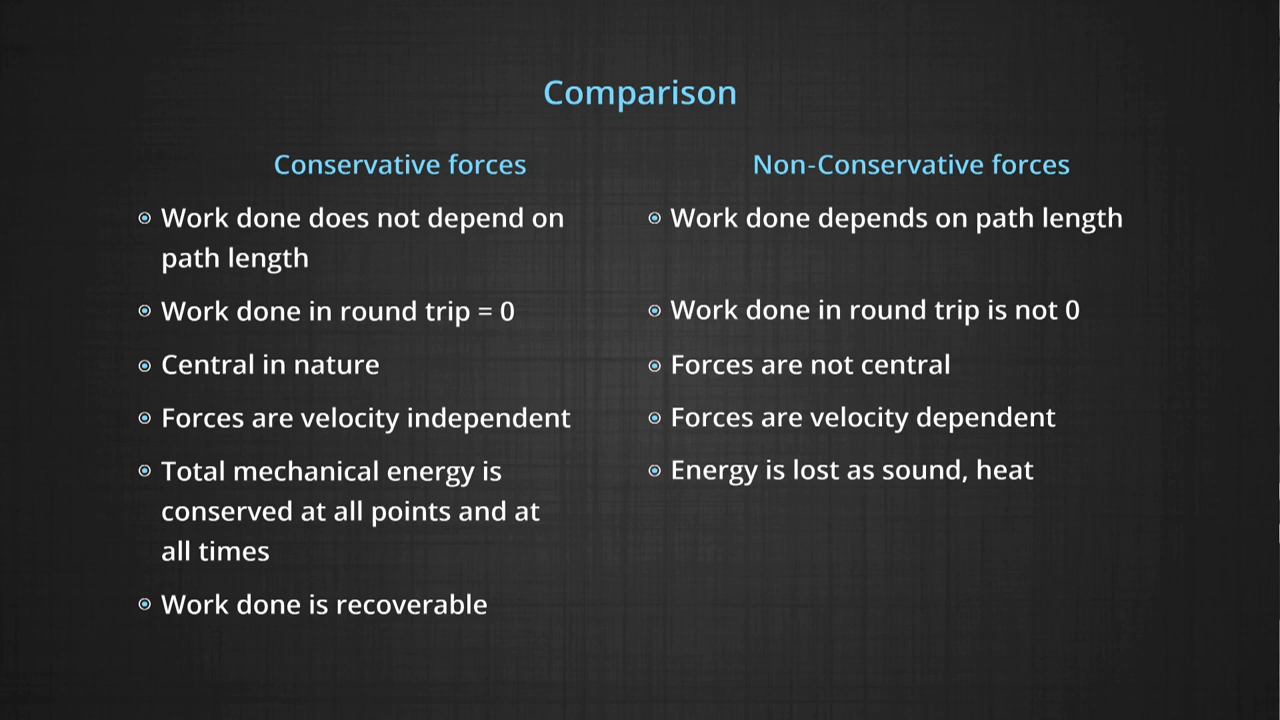 Comparison
Conservative forces
Work done does not depend on
path length
Work done in round trip = 0
Central in nature
Forces are velocity independent
Total mechanical energy is
conserved at all points and at
all times
Work done is recoverable
Non-Conservative forces
Work done depends on path length
Work done in round trip is not 0
Forces are not central
Forces are velocity dependent
Energy is lost as sound, heat